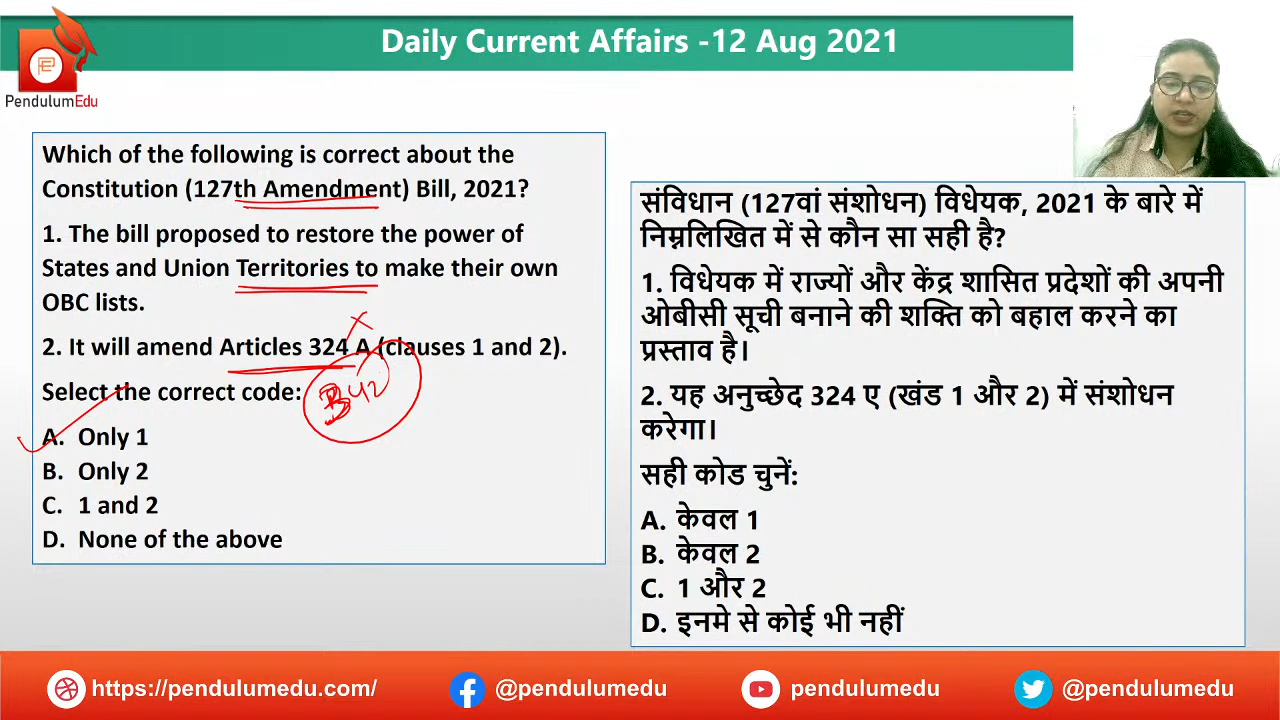 Daily Current Affairs -12 Aug 2021
PendulumEdu
Which of the following is correct about the
Constitution (127th Amendment) Bill, 2021?
1. The bill proposed to restore the power of
States and Union Territories to make their own
OBC lists.
2. It will amend Articles 324 A (clauses 1 and 2).
Select the correct code:
342
A. Only 1
B. Only 2
C. 1 and 2
D. None of the above
संविधान (127वां संशोधन) विधेयक, 2021 के बारे में
निम्नलिखित में से कौन सा सही है?
1. विधेयक में राज्यों और केंद्र शासित प्रदेशों की अपनी
ओबीसी सूची बनाने की शक्ति को बहाल करने का
प्रस्ताव है।
2. यह अनुच्छेद 324 ए (खंड 1 और 2) में संशोधन
करेगा।
सही कोड चुनें:
A. केवल 1
B. केवल 2
C. 1 और 2
D. इनमे से कोई भी नहीं
https://pendulumedu.com/
@pendulumedu
pendulumedu
@pendulumedu